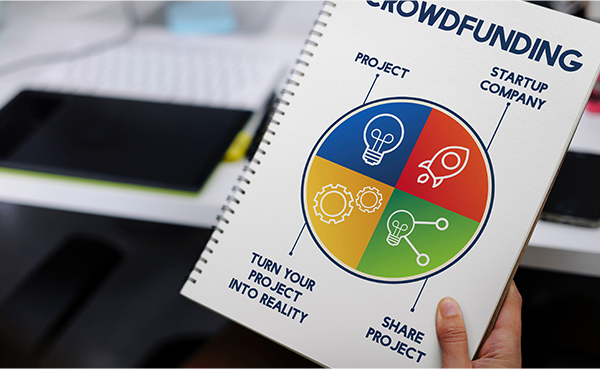 CROWDFUNDING
PROJECT
STARTUP
COMPANY
TURN YOUR
PROJECT
INTO REALITY
SHARE
PROJECT